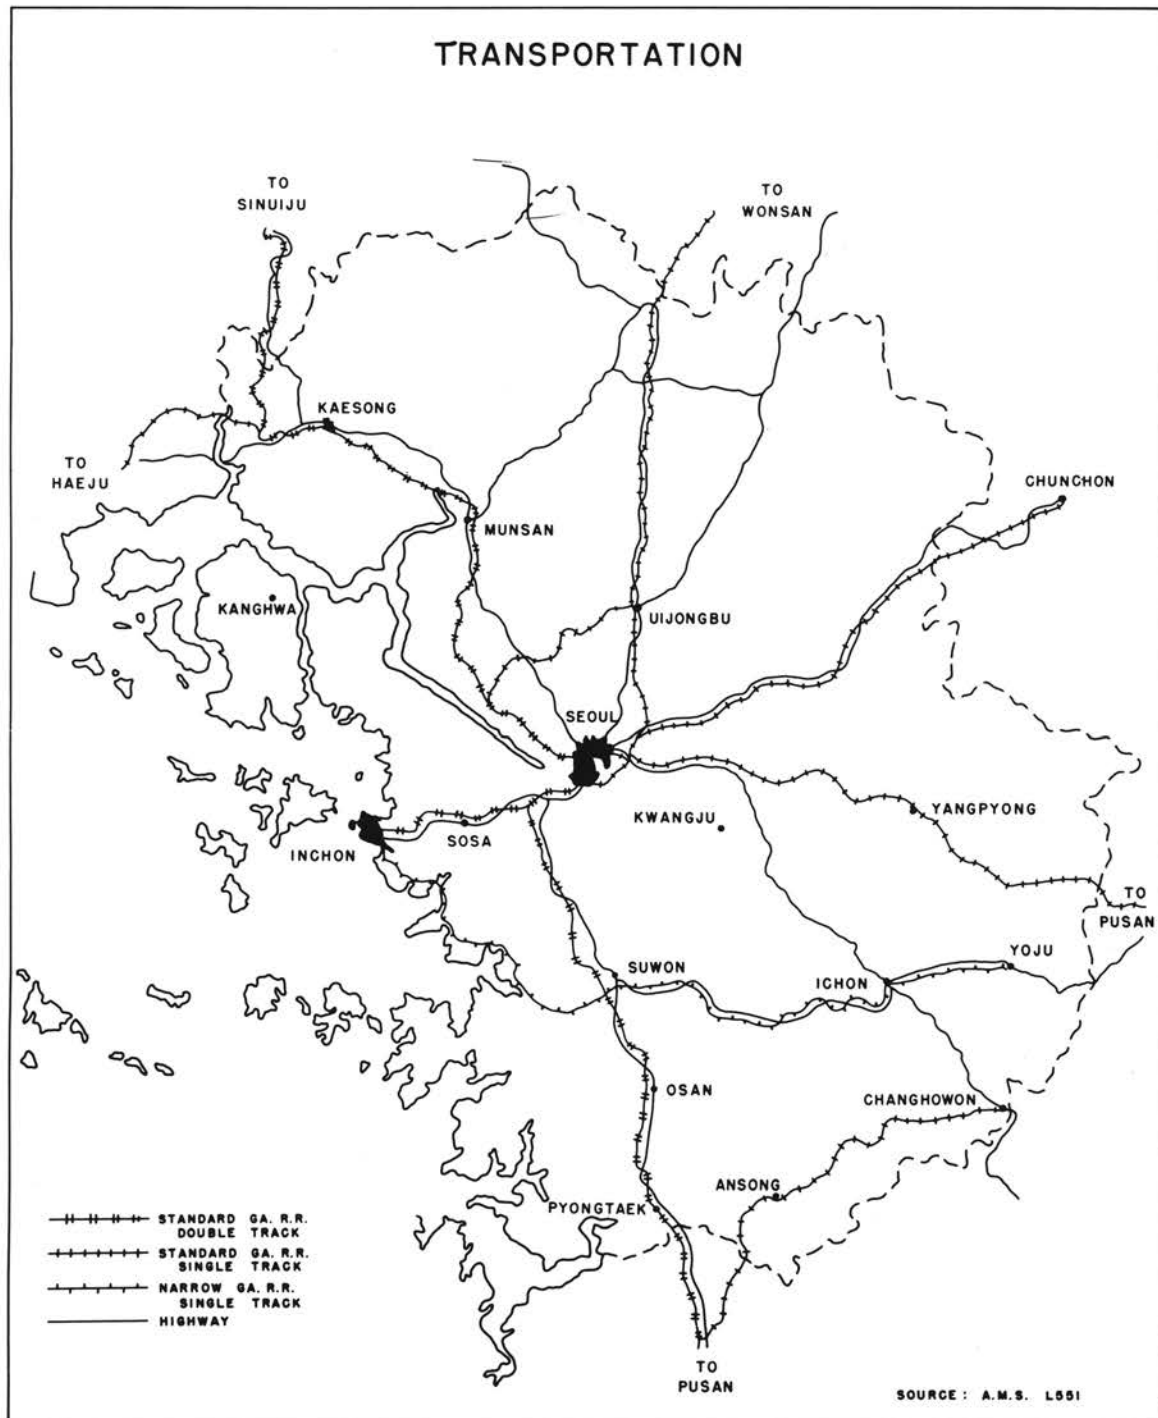 TRANSPORTATION
TO
SINUIJU
TO
WONSAN
KAESONG
TO
HAEJU
CHUNCHON
MUNSAN
KANGHWA
UIJONGBU
SEOUL
YANGPYONG
KWANGJU
SOSA
INCHON
TO
PUSAN
YOJU
SUWON
ICHON
OSAN
CHANGHOWON
ANSONG
PYONGTAEK
STANDARD GA. R.R.
DOUBLE TRACK
STANDARD GA. R.R.
SINGLE TRACK
NARROW GA. R.R.
SINGLE TRACK
HIGHWAY
TO
PUSAN
SOURCE: A.M.S. L551